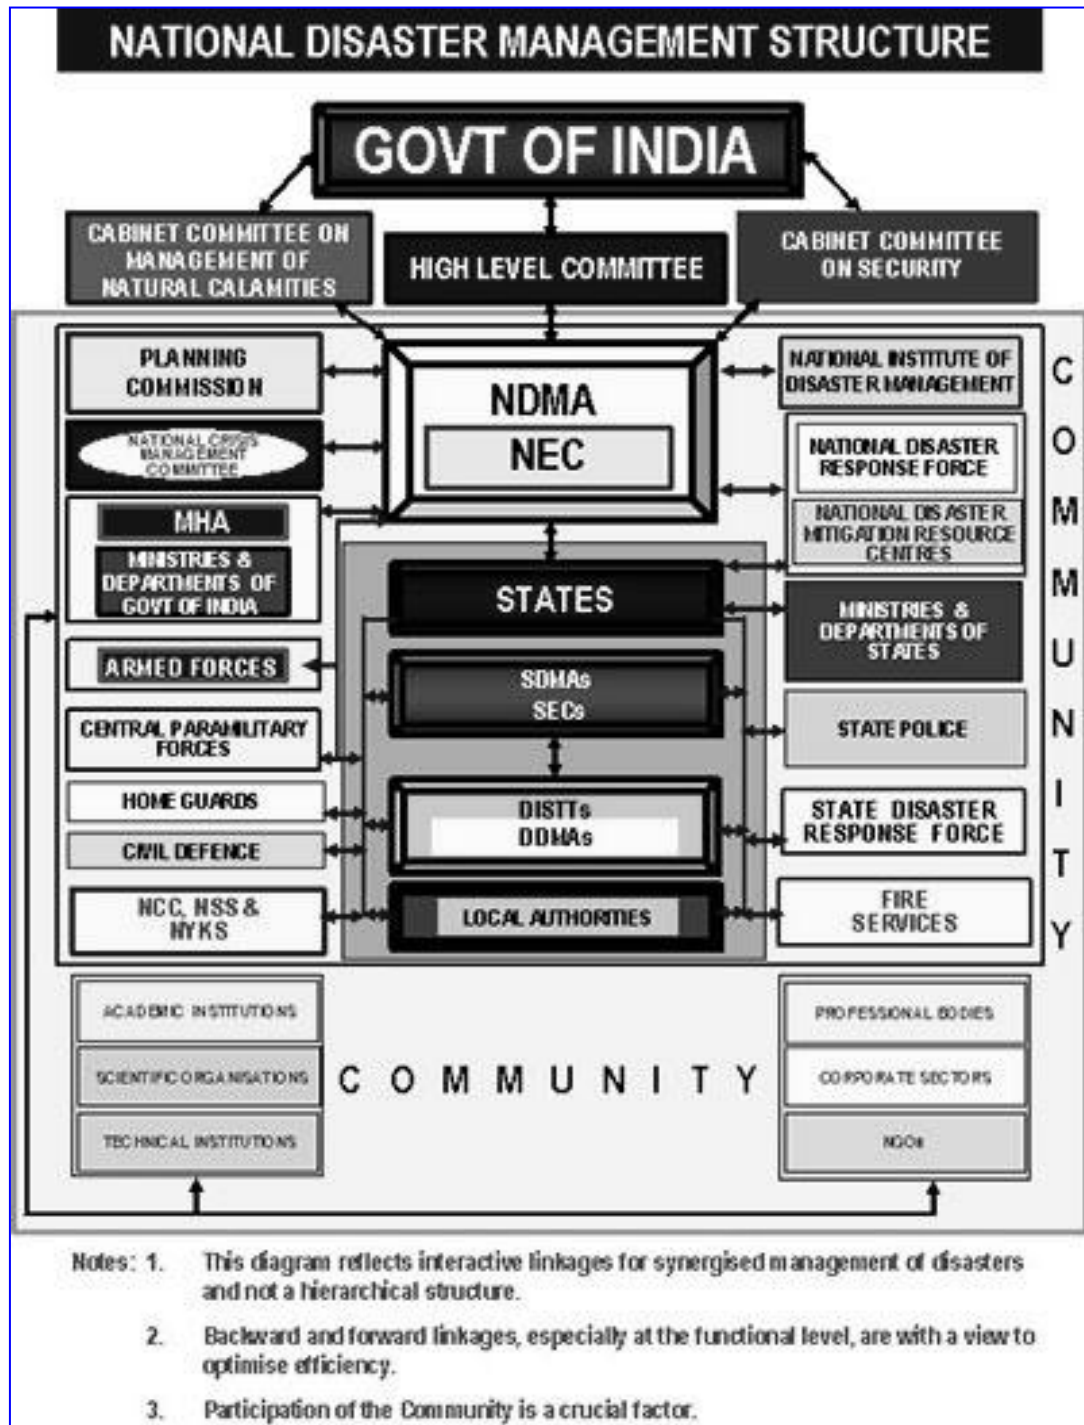 NATIONAL DISASTER MANAGEMENT STRUCTURE
GOVT OF INDIA
CABINET COMMITTEE ON
MANAGEMENT OF
NATURAL CALAMITIES
HIGH LEVEL COMMITTEE
CABINET COMMITTEE
ON SECURITY
PLANNING
COMMISSION
NATIONAL CRISIS
MANAGEMENT
COMMITTEE
MHA
MINISTRIES &
DEPARTMENTS OF
GOVT OF INDIA
ARMED FORCES
CENTRAL PARAMILITARY
FORCES
HOME GUARDS
CIVIL DEFENCE
NCC, NSS &
NYKS
NDMA
NEC
STATES
SDMAs
SECs
DISTTs
DDMAs
LOCAL AUTHORITIES
NATIONAL INSTITUTE OF
DISASTER MANAGEMENT
NATIONAL DISASTER
RESPONSE FORCE
NATIONAL DISASTER
MITIGATION RESOURCE
CENTRES
MINISTRIES &
DEPARTMENTS OF
STATES
STATE POLICE
STATE DISASTER
RESPONSE FORCE
FIRE
SERVICES
COMMUNITY
ACADEMIC INSTITUTIONS
SCIENTIFIC ORGANISATIONS
TECHNICAL INSTITUTIONS
COMMUNITY
PROFESSIONAL BODIES
CORPORATE SECTORS
NGOs
Notes: 1. This diagram reflects interactive linkages for synergised management of disasters
and not a hierarchical structure.
2. Backward and forward linkages, especially at the functional level, are with a view to
optimise efficiency.
3. Participation of the Community is a crucial factor.